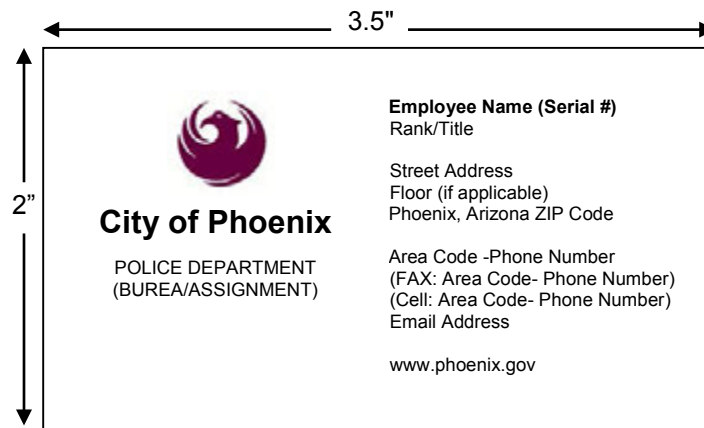 3.5"
2”
City of Phoenix
POLICE DEPARTMENT
(BUREA/ASSIGNMENT)
Employee Name (Serial #)
Rank/Title
Street Address
Floor (if applicable)
Phoenix, Arizona ZIP Code
Area Code -Phone Number
(FAX: Area Code- Phone Number)
(Cell: Area Code- Phone Number)
Email Address
www.phoenix.gov